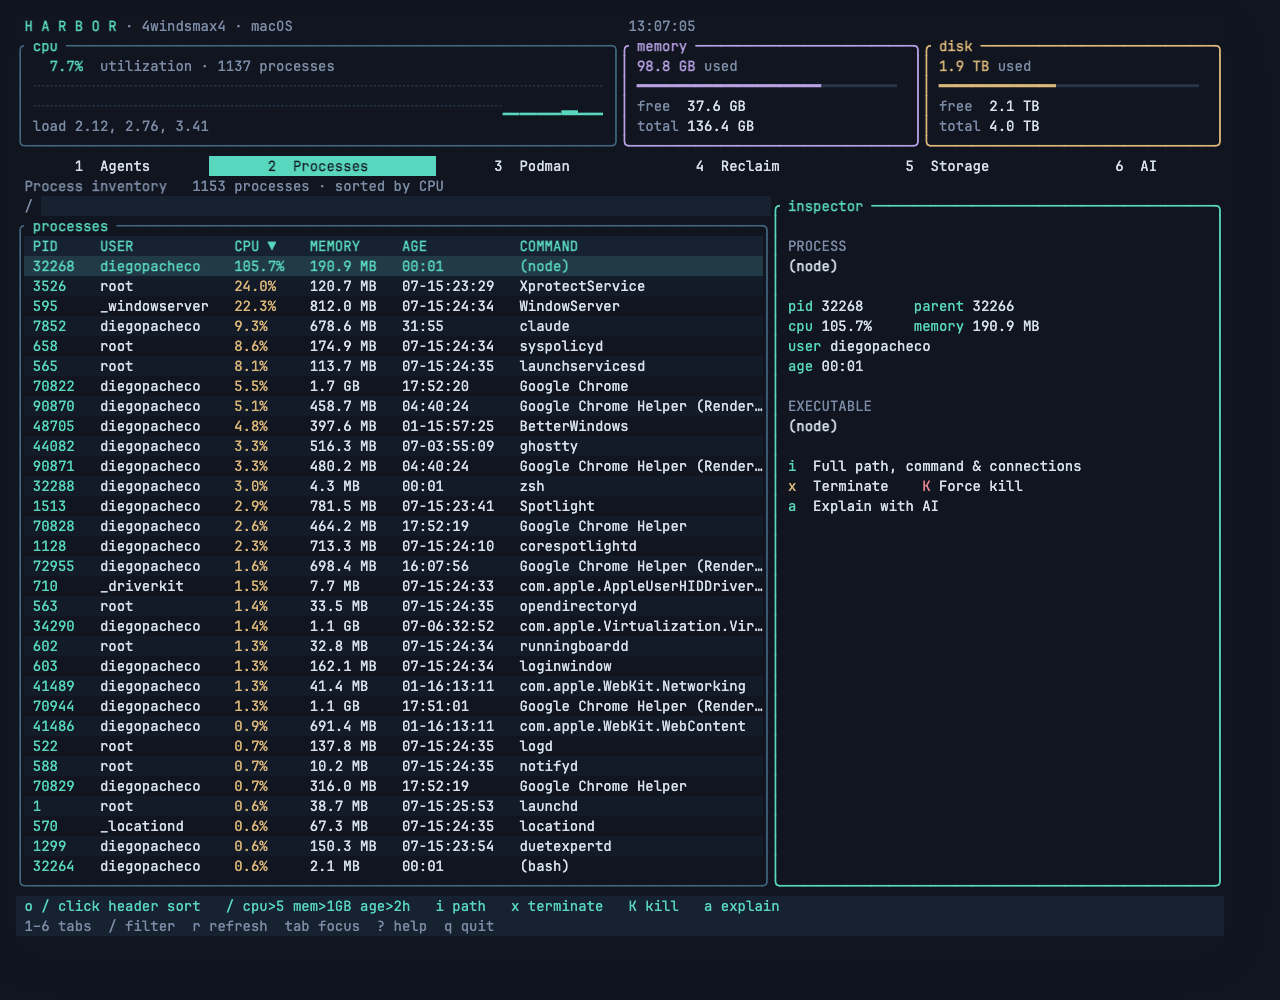 H A R B O R · 4windsmax4 · macOS 13:07:05
cpu
7.7% utilization · 1137 processes
load 2.12, 2.76, 3.41
memory
98.8 GB used
free 37.6 GB
total 136.4 GB
disk
1.9 TB used
free 2.1 TB
total 4.0 TB
1 Agents 2 Processes 3 Podman 4 Reclaim 5 Storage 6 AI
Process inventory 1153 processes · sorted by CPU
/
processes
PID USER CPU ▼ MEMORY AGE COMMAND
32268 diegopacheco 105.7% 190.9 MB 00:01 (node)
3526 root 24.0% 120.7 MB 07-15:23:29 XprotectService
595 _windowserver 22.3% 812.0 MB 07-15:24:34 WindowServer
7852 diegopacheco 9.3% 678.6 MB 31:55 claude
658 root 8.6% 174.9 MB 07-15:24:34 syspolicyd
565 root 8.1% 113.7 MB 07-15:24:35 launchservicesd
70822 diegopacheco 5.5% 1.7 GB 17:52:20 Google Chrome
90870 diegopacheco 5.1% 458.7 MB 04:40:24 Google Chrome Helper (Render…
48705 diegopacheco 4.8% 397.6 MB 01-15:57:25 BetterWindows
44082 diegopacheco 3.3% 516.3 MB 07-03:55:09 ghostty
90871 diegopacheco 3.3% 480.2 MB 04:40:24 Google Chrome Helper (Render…
32288 diegopacheco 3.0% 4.3 MB 00:01 zsh
1513 diegopacheco 2.9% 781.5 MB 07-15:23:41 Spotlight
70828 diegopacheco 2.6% 464.2 MB 17:52:19 Google Chrome Helper
1128 diegopacheco 2.3% 713.3 MB 07-15:24:10 corespotlightd
72955 diegopacheco 1.6% 698.4 MB 16:07:56 Google Chrome Helper (Render…
710 _driverkit 1.5% 7.7 MB 07-15:24:33 com.apple.AppleUserHIDDriver…
563 root 1.4% 33.5 MB 07-15:24:35 opendirectoryd
34290 diegopacheco 1.4% 1.1 GB 07-06:32:52 com.apple.Virtualization.Vir…
602 root 1.3% 32.8 MB 07-15:24:34 runningboardd
603 diegopacheco 1.3% 162.1 MB 07-15:24:34 loginwindow
41489 diegopacheco 1.3% 41.4 MB 01-16:13:11 com.apple.WebKit.Networking
70944 diegopacheco 1.3% 1.1 GB 17:51:01 Google Chrome Helper (Render…
41486 diegopacheco 0.9% 691.4 MB 01-16:13:11 com.apple.WebKit.WebContent
522 root 0.7% 137.8 MB 07-15:24:35 logd
588 root 0.7% 10.2 MB 07-15:24:35 notifyd
70829 diegopacheco 0.7% 316.0 MB 17:52:19 Google Chrome Helper
1 root 0.6% 38.7 MB 07-15:25:53 launchd
570 _locationd 0.6% 67.3 MB 07-15:24:35 locationd
1299 diegopacheco 0.6% 150.3 MB 07-15:23:54 duetexpertd
32264 diegopacheco 0.6% 2.1 MB 00:01 (bash)
inspector
PROCESS
(node)
pid 32268 parent 32266
cpu 105.7% memory 190.9 MB
user diegopacheco
age 00:01
EXECUTABLE
(node)
i Full path, command & connections
x Terminate K Force kill
a Explain with AI
o / click header sort / cpu>5 mem>1GB age>2h i path x terminate K kill a explain
1-6 tabs / filter r refresh tab focus ? help q quit